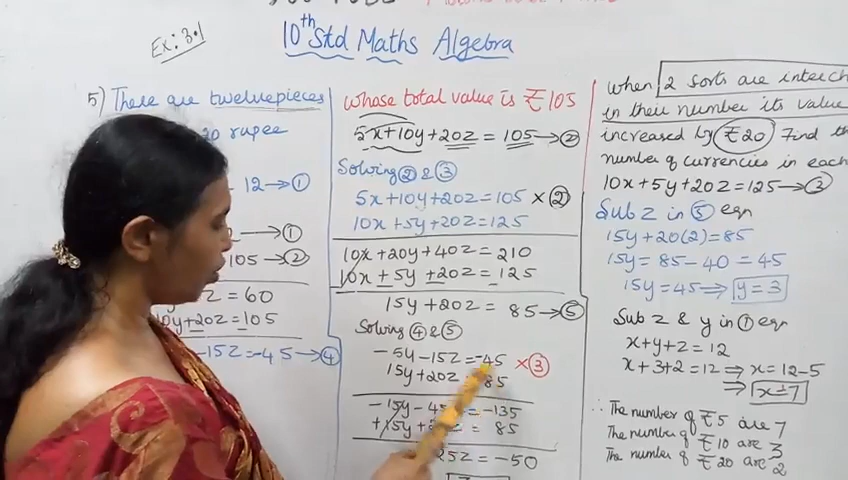 Ex: 3.1
10th Std Maths Algebra
5) There are twelve pieces
rupee
12 → ①
→ ①
105 → ②
= 60
10y+20z = 105
-15z = -45 → ④
whose total value is ₹105
5x+10y+20z = 105 → ②
Solving ② & ③
5x+10y+20z = 105 × ②
10x+5y+20z = 125
10x+20y+40z = 210
10x+5y+20z = 125
15y+20z = 85 → ⑤
Solving ④ & ⑤
-5y-15z = -45 × ③
15y+20z = 85
-15y-45z = -135
+15y+ = 85
25z = -50
when 2 sorts are interch
in their number its value
increased by ₹20 Find th
number of currencies in each
10x+5y+20z = 125 → ③
Sub z in ⑤ eqn
15y+20(2) = 85
15y = 85-40 = 45
15y = 45 ⇒ y = 3
Sub z & y in ① eqn
x+y+z = 12
x+3+2 = 12 ⇒ x = 12-5
⇒ x = 7
∴ The number of ₹5 are 7
The number of ₹10 are 3
The number of ₹20 are 2